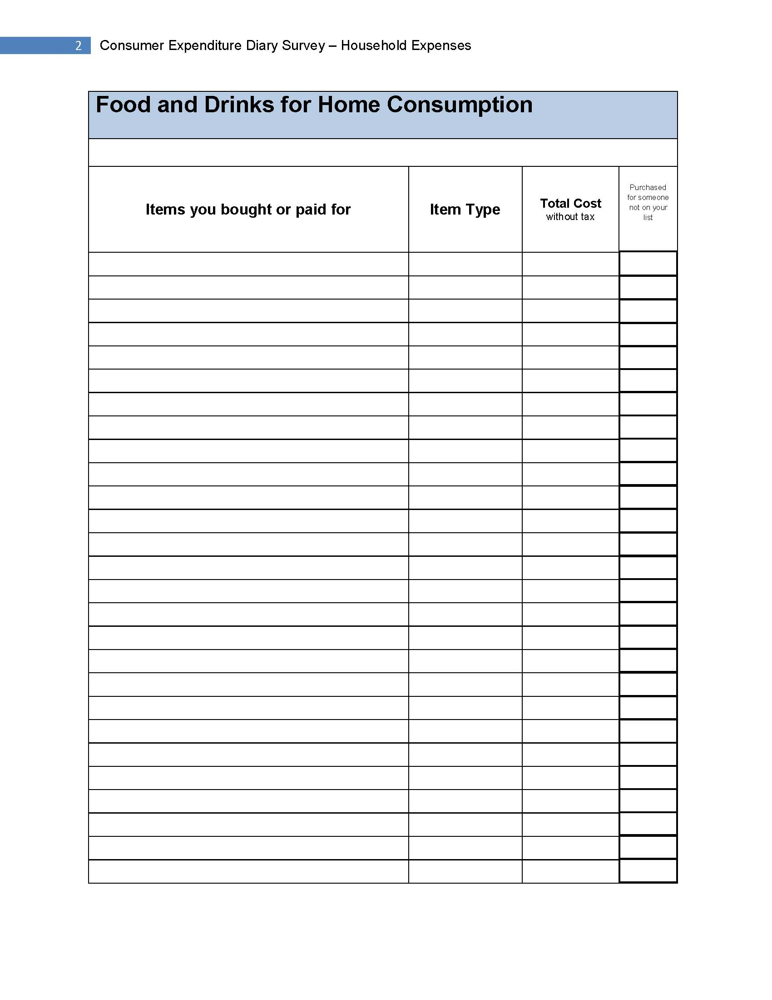 2 Consumer Expenditure Diary Survey – Household Expenses
Food and Drinks for Home Consumption
Items you bought or paid for
Item Type
Total Cost
without tax
Purchased
for someone
not on your
list